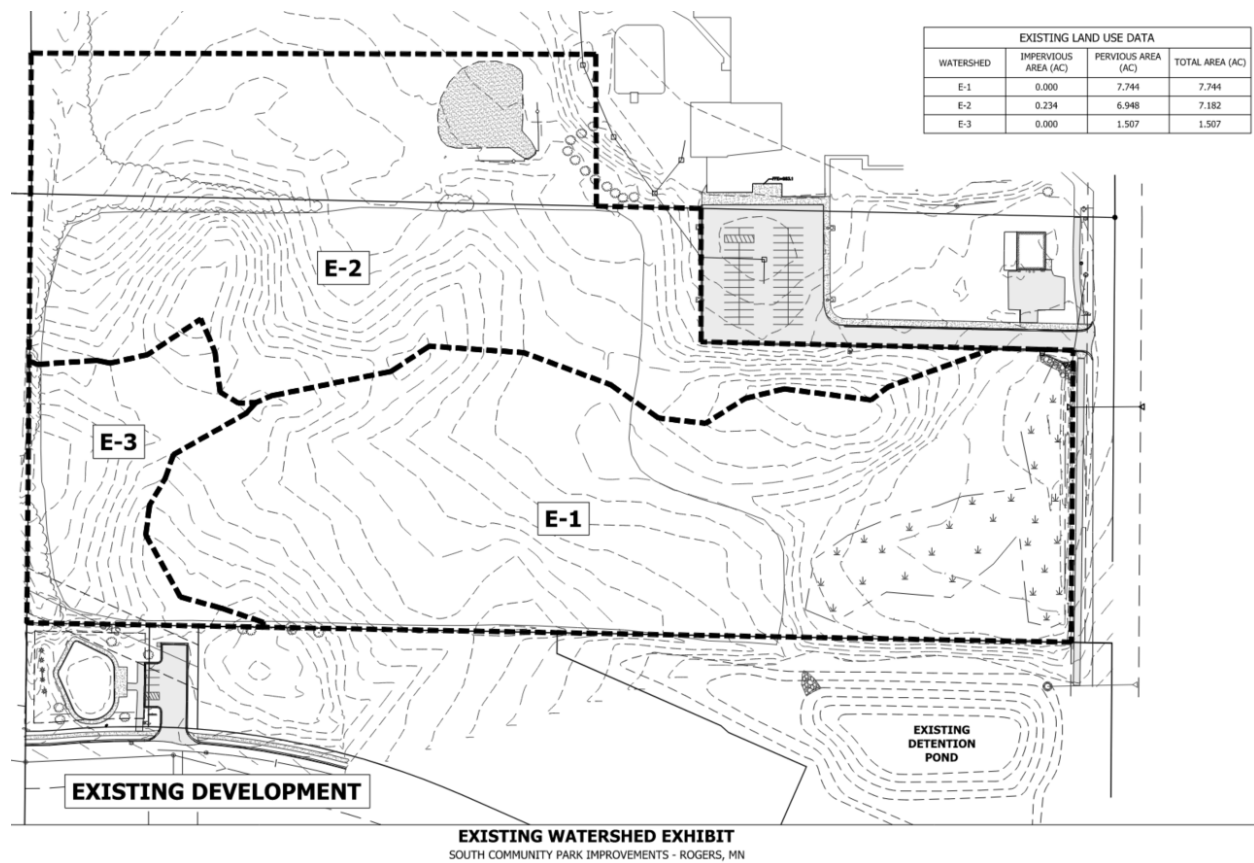 EXISTING LAND USE DATA
WATERSHED IMPERVIOUS AREA (AC) PERVIOUS AREA (AC) TOTAL AREA (AC)
E-1 0.000 7.744 7.744
E-2 0.234 6.948 7.182
E-3 0.000 1.507 1.507
E-2
E-3
E-1
EXISTING
DETENTION
POND
EXISTING DEVELOPMENT
EXISTING WATERSHED EXHIBIT
SOUTH COMMUNITY PARK IMPROVEMENTS - ROGERS, MN